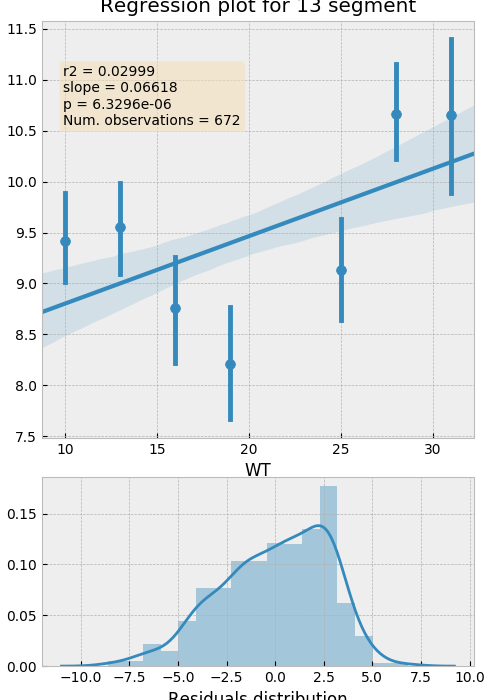 Regression plot for 13 segment
11.5
11.0
10.5
10.0
9.5
9.0
8.5
8.0
7.5
r2 = 0.02999
slope = 0.06618
p = 6.3296e-06
Num. observations = 672
10 15 20 25 30
WT
0.15
0.10
0.05
0.00
−10.0 −7.5 −5.0 −2.5 0.0 2.5 5.0 7.5 10.0
Residuals distribution